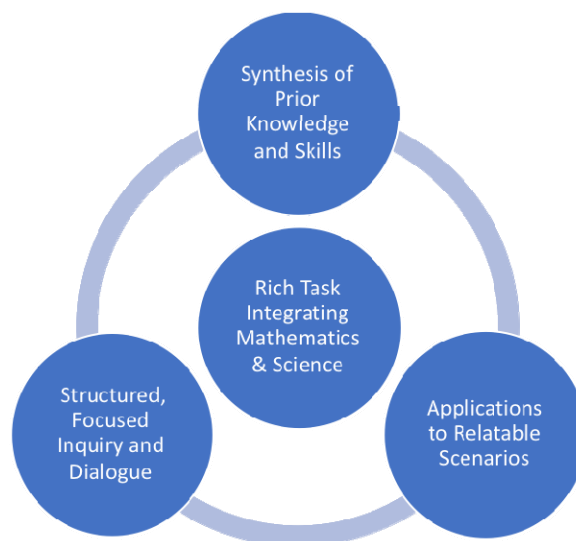 Synthesis of
Prior
Knowledge
and Skills
Rich Task
Integrating
Mathematics
& Science
Structured,
Focused
Inquiry and
Dialogue
Applications
to Relatable
Scenarios